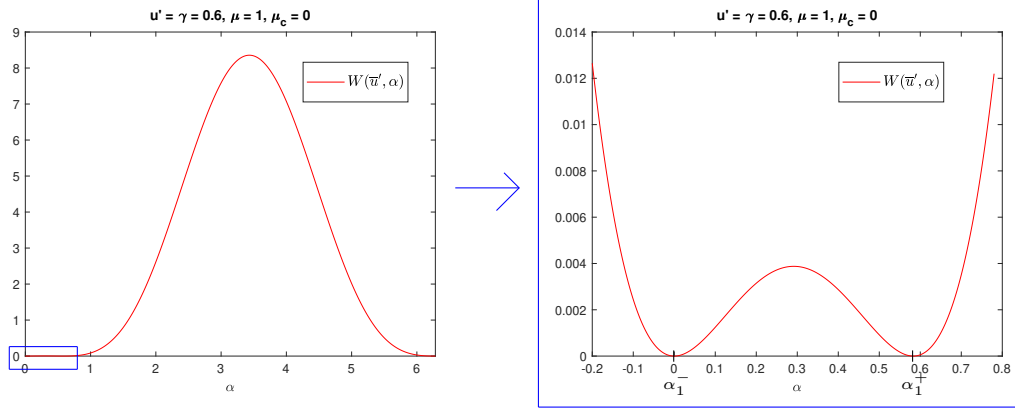 u' = γ = 0.6, μ = 1, μ_c = 0
9
8
7
6
5
4
3
2
1
0
W(u̅′, α)
0 1 2 3 4 5 6
α
u' = γ = 0.6, μ = 1, μ_c = 0
0.014
0.012
0.01
0.008
0.006
0.004
0.002
0
W(u̅′, α)
-0.2 -0.1 0 0.1 0.2 0.3 0.4 0.5 0.6 0.7 0.8
α₁⁻ α α₁⁺